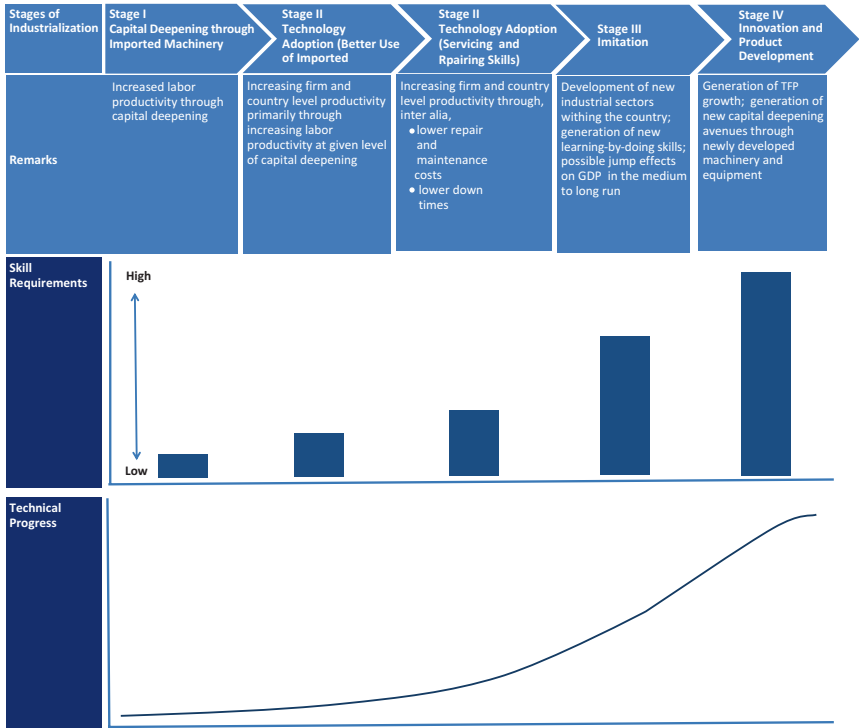 Stages of
Industrialization
Stage I
Capital Deepening through
Imported Machinery
Stage II
Technology
Adoption (Better Use
of Imported
Stage II
Technology Adoption
(Servicing and
Rpairing Skills)
Stage III
Imitation
Stage IV
Innovation and
Product
Development
Remarks
Increased labor
productivity through
capital deepening
Increasing firm and
country level productivity
primarily through
increasing labor
productivity at given level
of capital deepening
Increasing firm and country
level productivity through,
inter alia,
● lower repair
and
maintenance
costs
● lower down
times
Development of new
industrial sectors
withing the country;
generation of new
learning-by-doing skills;
possible jump effects
on GDP in the medium
to long run
Generation of TFP
growth; generation of
new capital deepening
avenues through
newly developed
machinery and
equipment
Skill
Requirements
High
Low
Technical
Progress